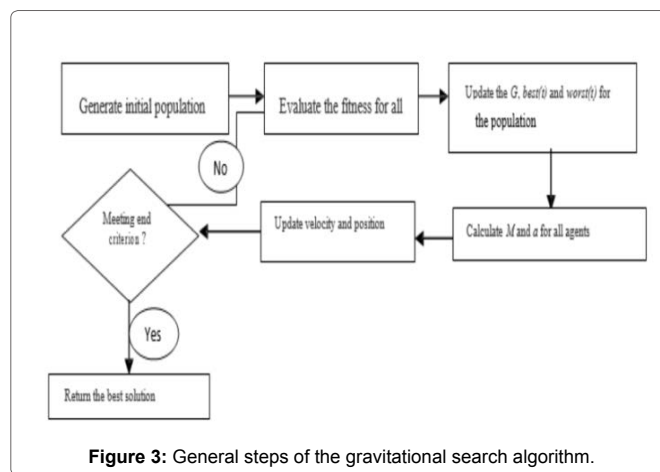 Generate initial population
Evaluate the fitness for all
Update the G, best(t) and worst(t) for
the population
Calculate M and a for all agents
Update velocity and position
Meeting end
criterion ?
No
Yes
Return the best solution
Figure 3: General steps of the gravitational search algorithm.